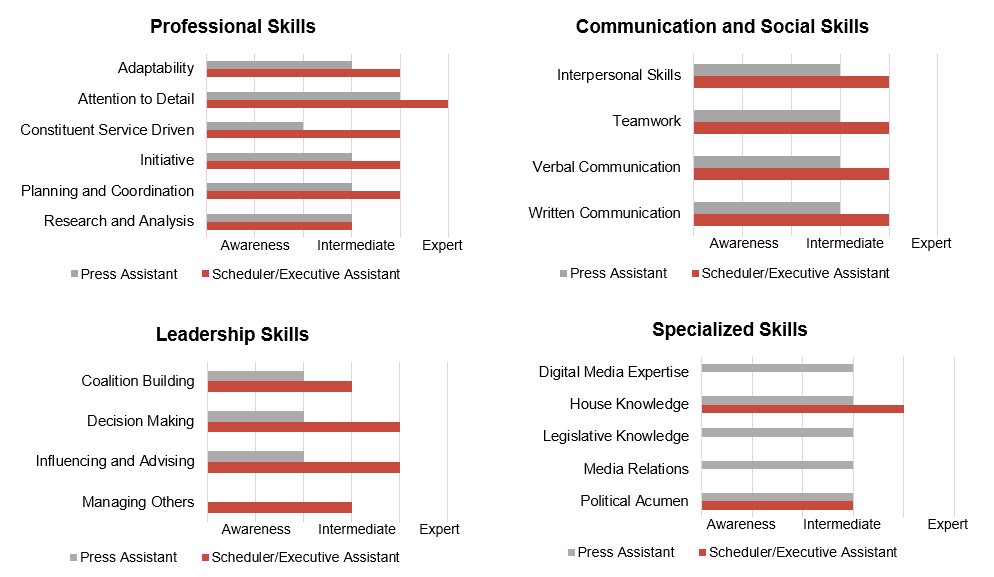 Professional Skills
Adaptability
Attention to Detail
Constituent Service Driven
Initiative
Planning and Coordination
Research and Analysis
Awareness Intermediate Expert
Press Assistant Scheduler/Executive Assistant
Communication and Social Skills
Interpersonal Skills
Teamwork
Verbal Communication
Written Communication
Awareness Intermediate Expert
Press Assistant Scheduler/Executive Assistant
Leadership Skills
Coalition Building
Decision Making
Influencing and Advising
Managing Others
Awareness Intermediate Expert
Press Assistant Scheduler/Executive Assistant
Specialized Skills
Digital Media Expertise
House Knowledge
Legislative Knowledge
Media Relations
Political Acumen
Awareness Intermediate Expert
Press Assistant Scheduler/Executive Assistant